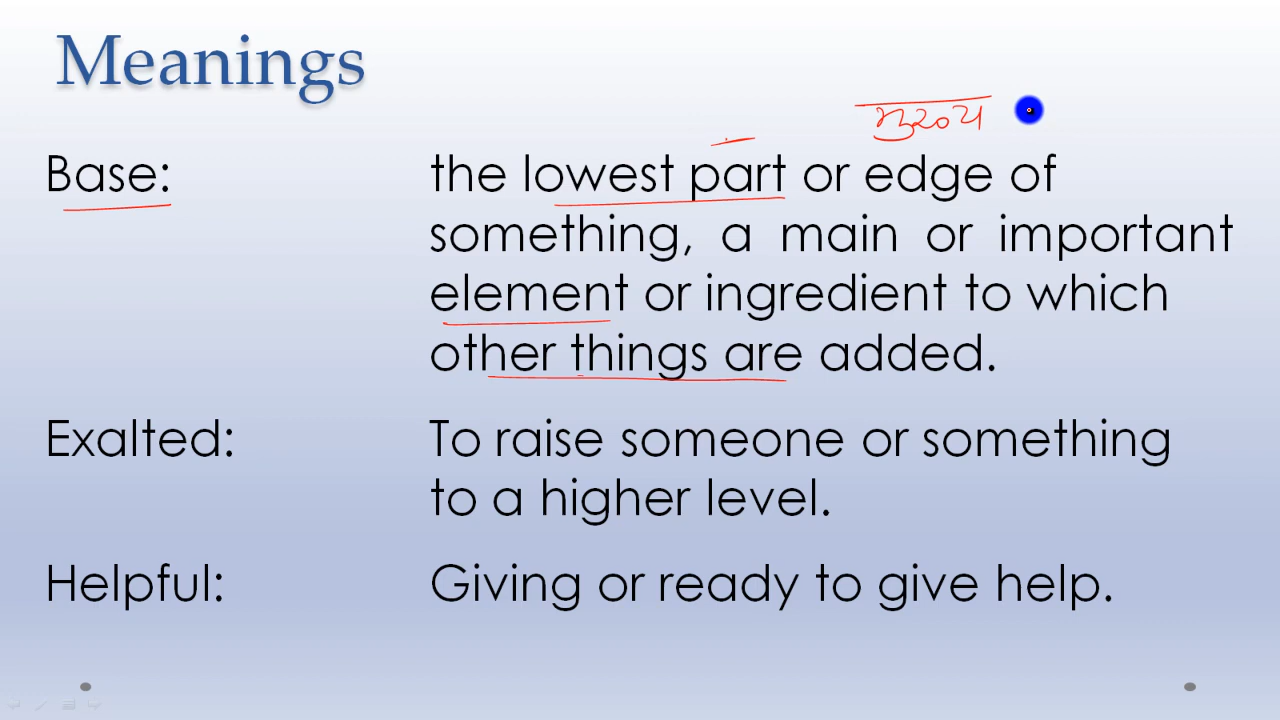 Meanings
मुख्य
Base: the lowest part or edge of
something, a main or important
element or ingredient to which
other things are added.
Exalted: To raise someone or something
to a higher level.
Helpful: Giving or ready to give help.